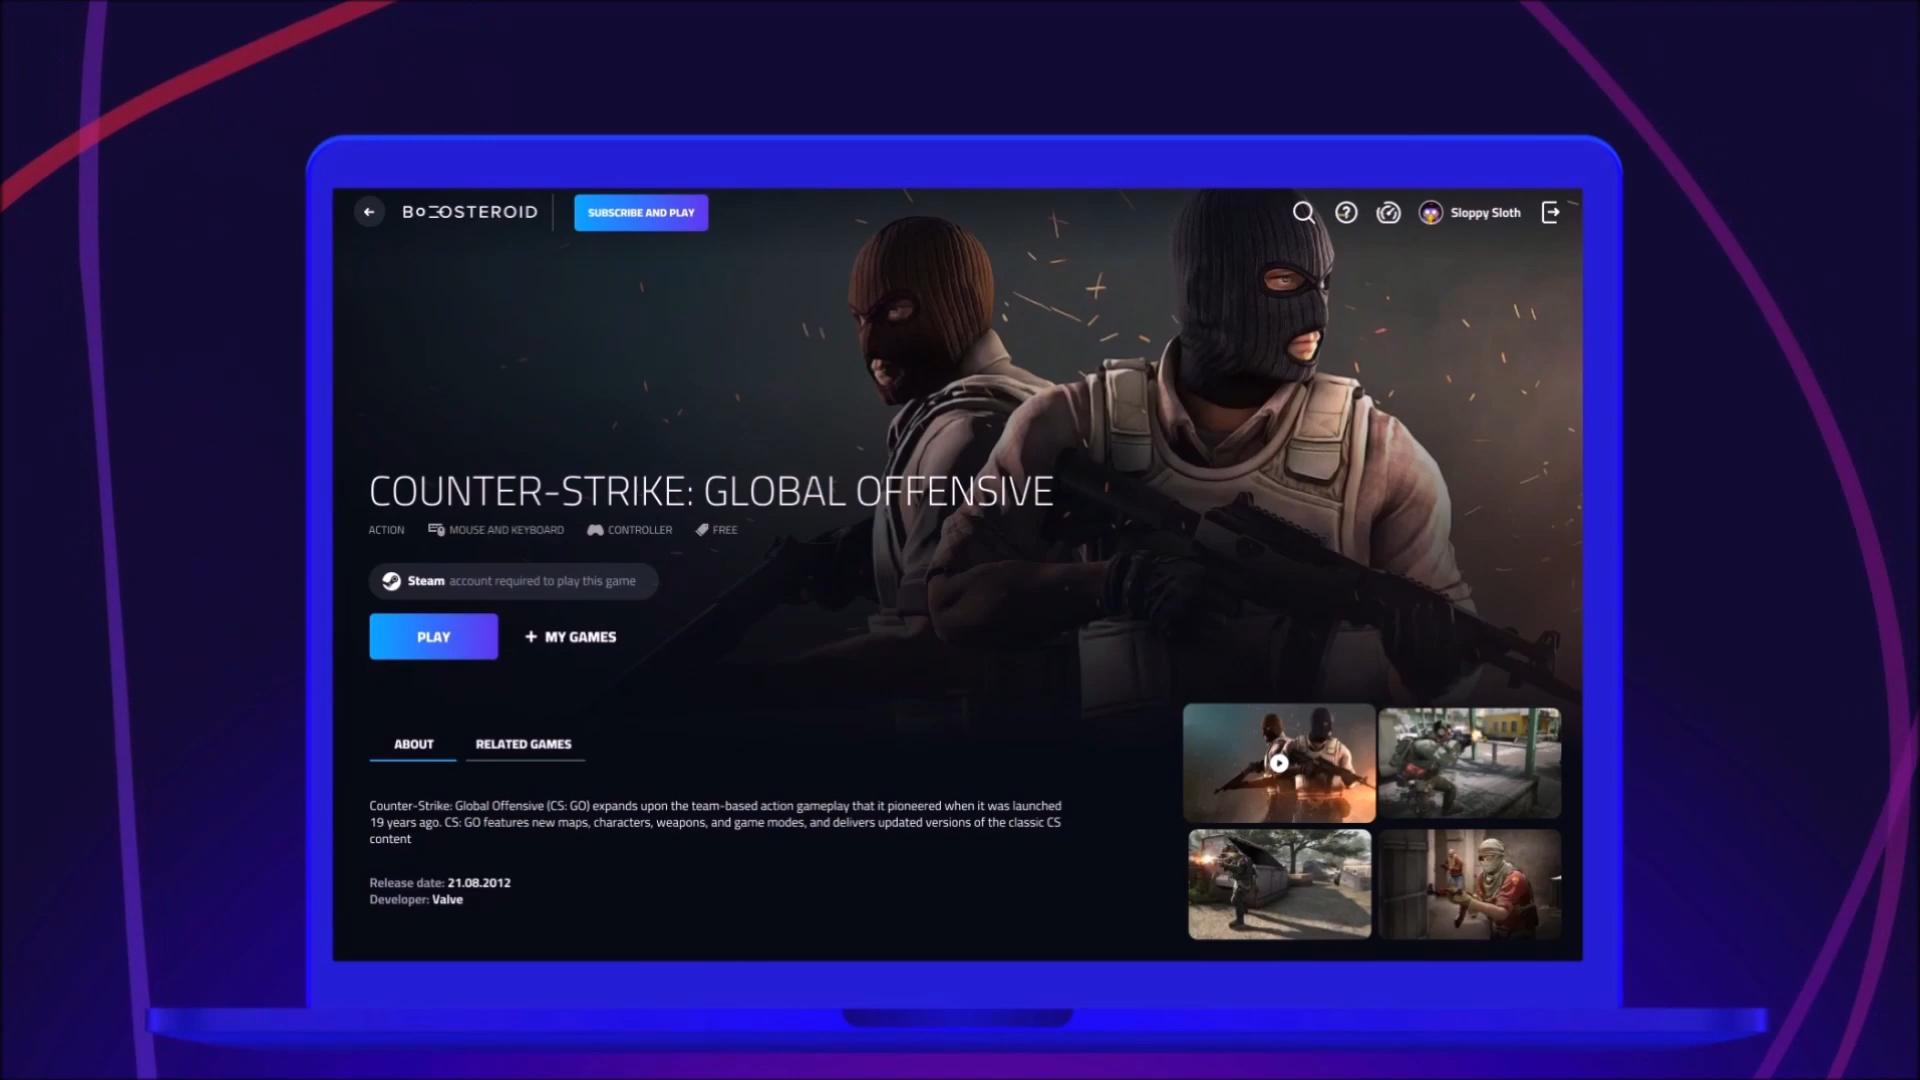 BOOSTEROID
SUBSCRIBE AND PLAY
Sloppy Sloth
COUNTER-STRIKE: GLOBAL OFFENSIVE
ACTION MOUSE AND KEYBOARD CONTROLLER FREE
Steam account required to play this game
PLAY + MY GAMES
ABOUT RELATED GAMES
Counter-Strike: Global Offensive (CS: GO) expands upon the team-based action gameplay that it pioneered when it was launched
19 years ago. CS: GO features new maps, characters, weapons, and game modes, and delivers updated versions of the classic CS
content
Release date: 21.08.2012
Developer: Valve